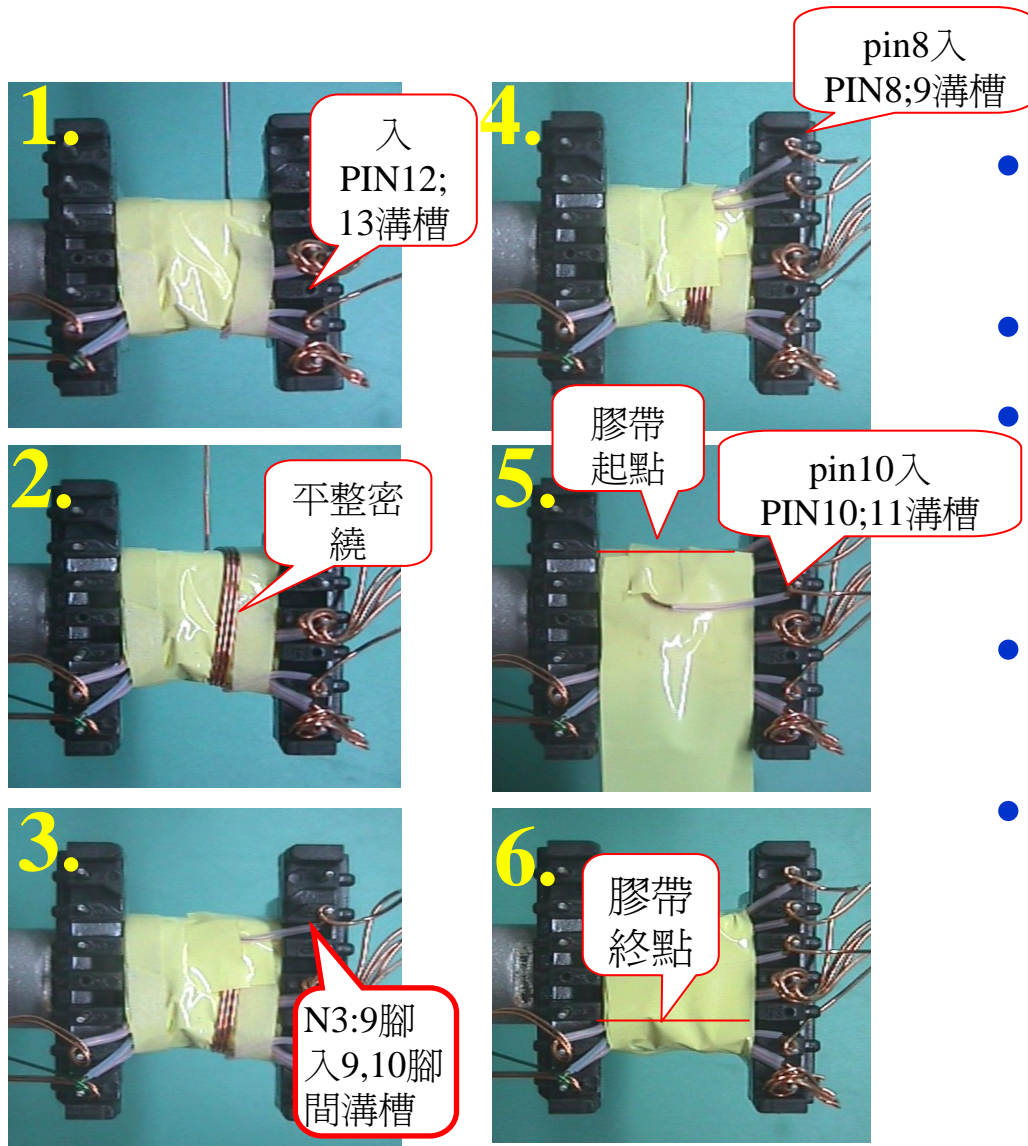 1.
入
PIN12;
13溝槽
2.
平整密
繞
3.
N3:9腳
入9,10腳
間溝槽
4.
pin8入
PIN8;9溝槽
5.
膠帶
起點
pin10入
PIN10;11溝槽
6.
膠帶
終點